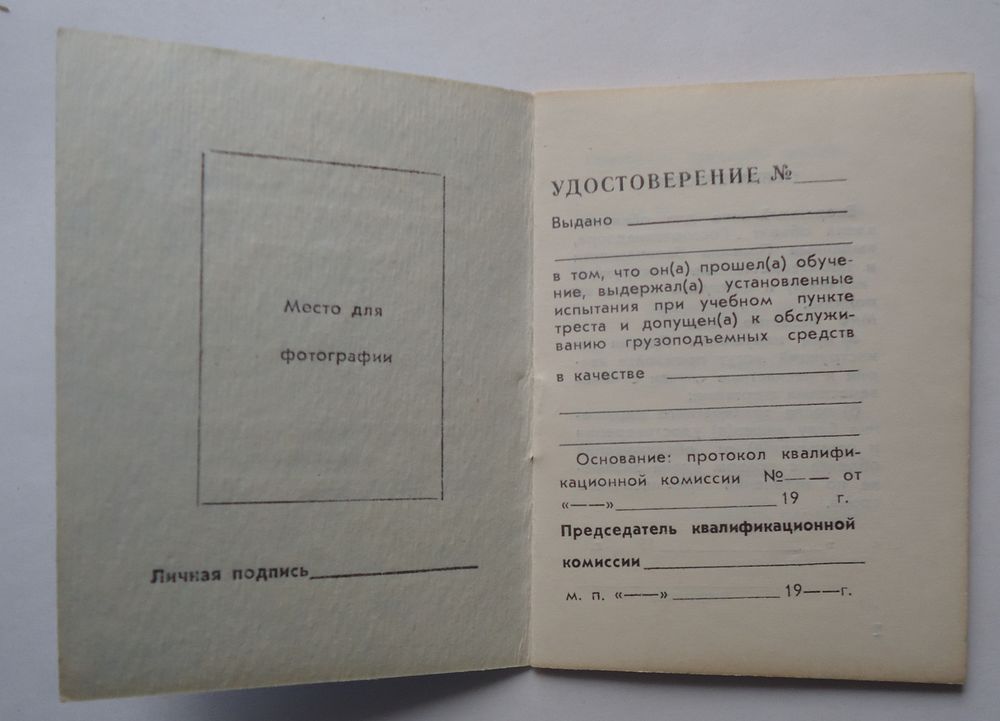 Место для
фотографии
Личная подпись
УДОСТОВЕРЕНИЕ №
Выдано
в том, что он(а) прошел(а) обуче-
ние, выдержал(а) установленные
испытания при учебном пункте
треста и допущен(а) к обслужи-
ванию грузоподъемных средств
в качестве
Основание: протокол квалифи-
кационной комиссии №—— — от
«——» 19 г.
Председатель квалификационной
комиссии
м. п. «——» 19——г.